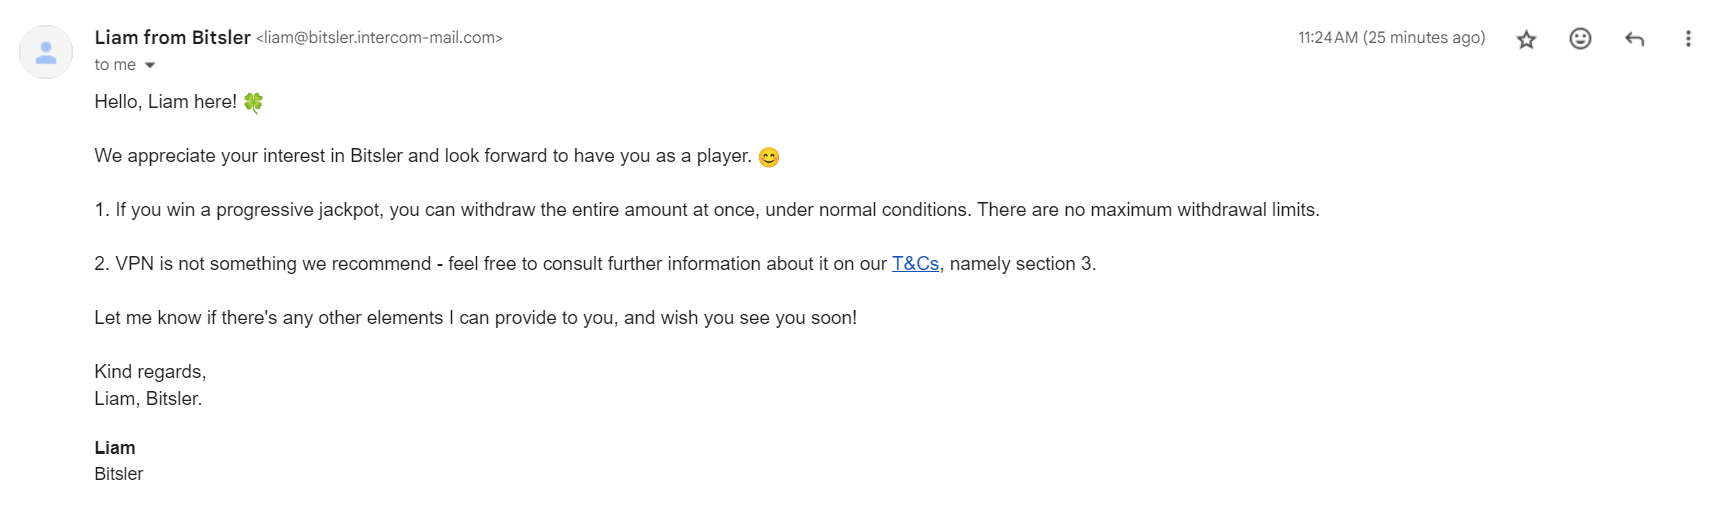 Liam from Bitsler <liam@bitsler.intercom-mail.com> 11:24 AM (25 minutes ago)
to me
Hello, Liam here! 🍀
We appreciate your interest in Bitsler and look forward to have you as a player. 😊
1. If you win a progressive jackpot, you can withdraw the entire amount at once, under normal conditions. There are no maximum withdrawal limits.
2. VPN is not something we recommend - feel free to consult further information about it on our T&Cs, namely section 3.
Let me know if there's any other elements I can provide to you, and wish you see you soon!
Kind regards,
Liam, Bitsler.
Liam
Bitsler